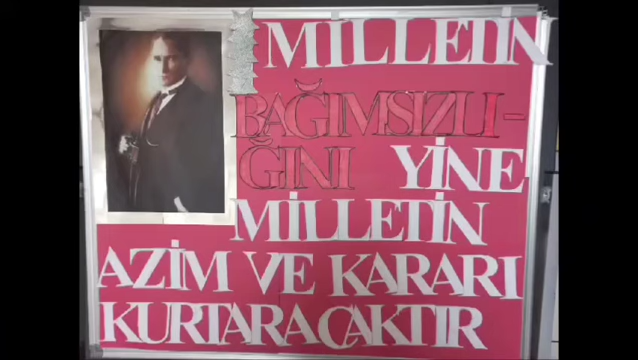 MİLLETİN
BAĞIMSIZLI-
ĞINI YİNE
MİLLETİN
AZİM VE KARARI
KURTARACAKTIR